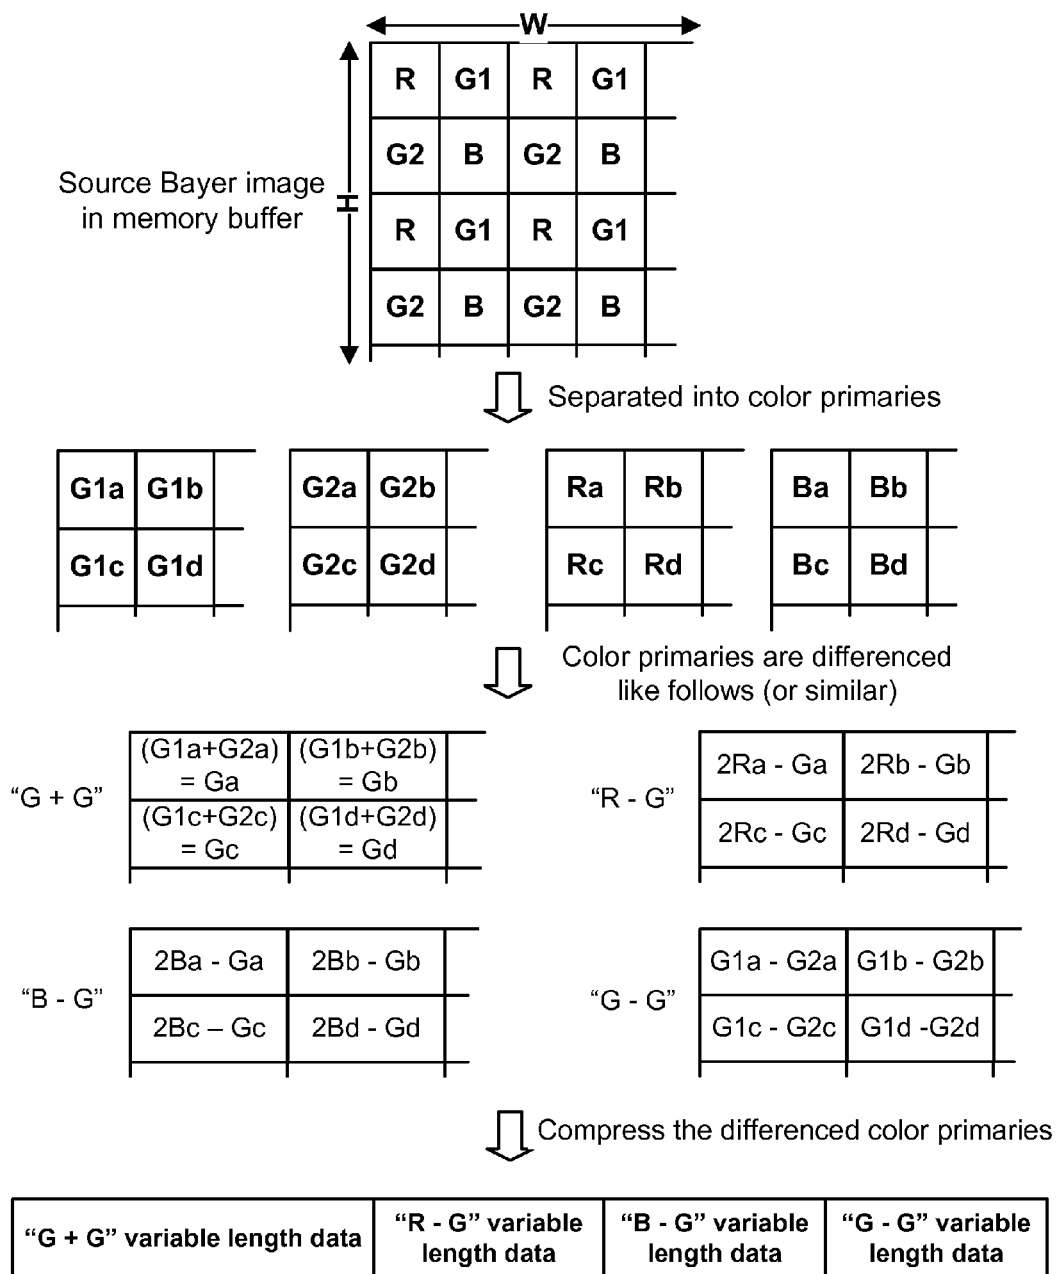 W
R G1 R G1
G2 B G2 B
Source Bayer image
in memory buffer
H
R G1 R G1
G2 B G2 B
Separated into color primaries
G1a G1b G2a G2b Ra Rb Ba Bb
G1c G1d G2c G2d Rc Rd Bc Bd
Color primaries are differenced
like follows (or similar)
“G + G”
(G1a+G2a) (G1b+G2b)
= Ga = Gb
(G1c+G2c) (G1d+G2d)
= Gc = Gd
“R - G”
2Ra - Ga 2Rb - Gb
2Rc - Gc 2Rd - Gd
“B - G”
2Ba - Ga 2Bb - Gb
2Bc – Gc 2Bd - Gd
“G - G”
G1a - G2a G1b - G2b
G1c - G2c G1d -G2d
Compress the differenced color primaries
“G + G” variable length data
“R - G” variable
length data
“B - G” variable
length data
“G - G” variable
length data